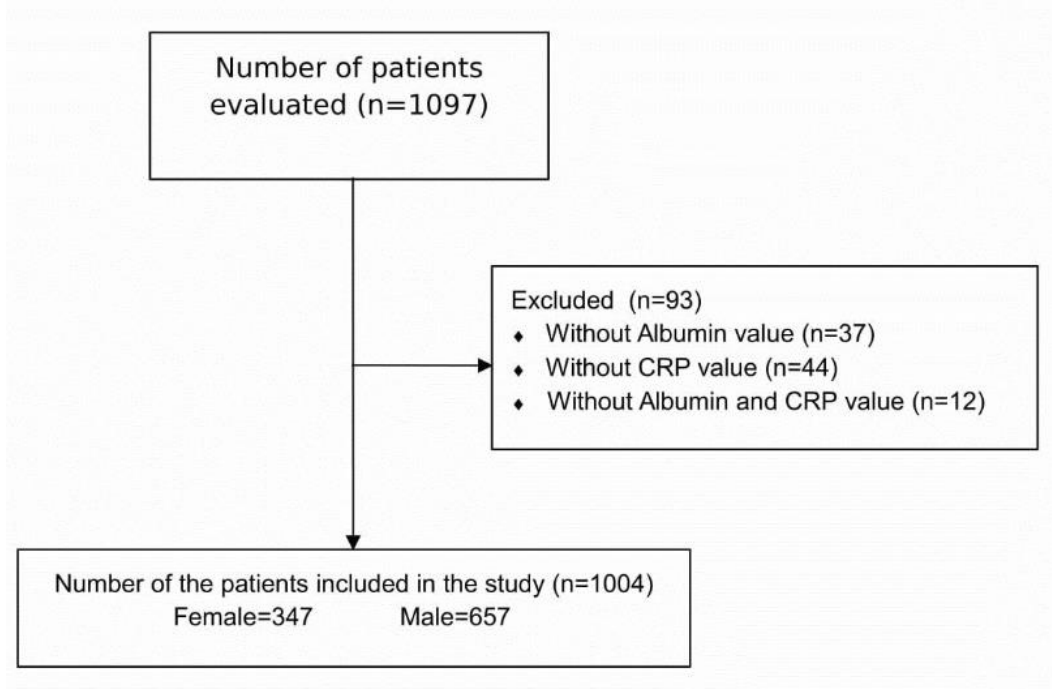 Number of patients
evaluated (n=1097)
Excluded (n=93)
♦ Without Albumin value (n=37)
♦ Without CRP value (n=44)
♦ Without Albumin and CRP value (n=12)
Number of the patients included in the study (n=1004)
Female=347 Male=657